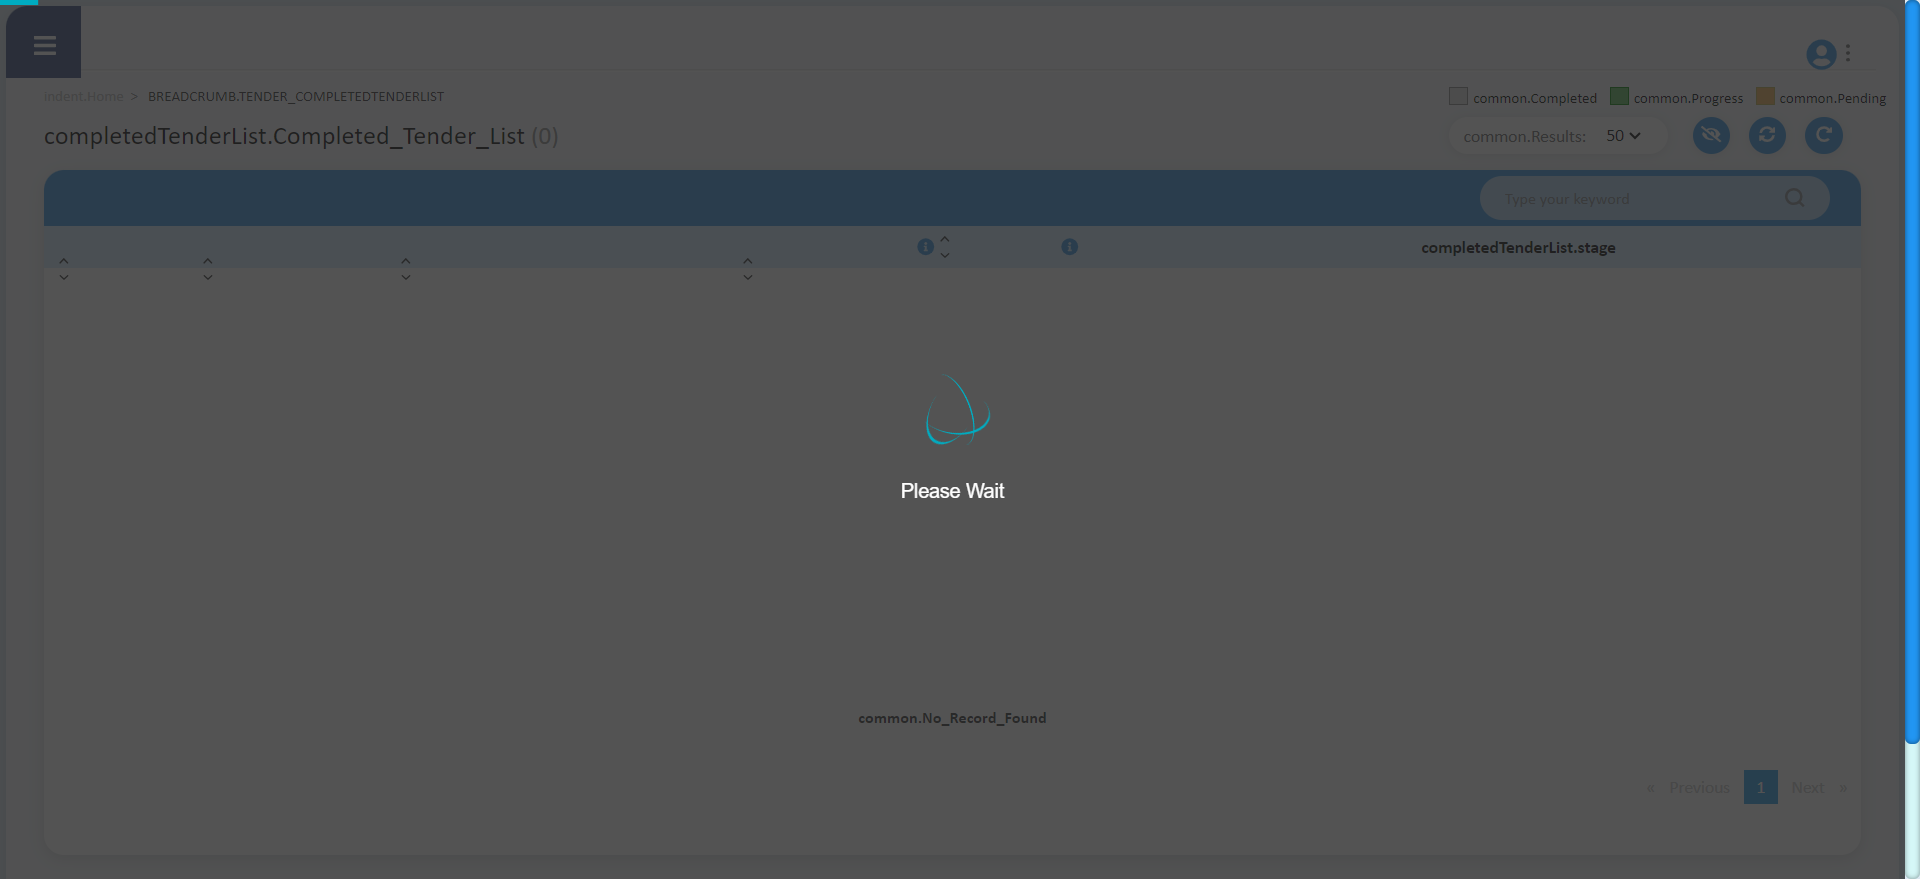 indent.Home > BREADCRUMB.TENDER_COMPLETEDTENDERLIST
common.Completed common.Progress common.Pending
completedTenderList.Completed_Tender_List (0)
common.Results: 50
Type your keyword
completedTenderList.stage
Please Wait
common.No_Record_Found
« Previous 1 Next »